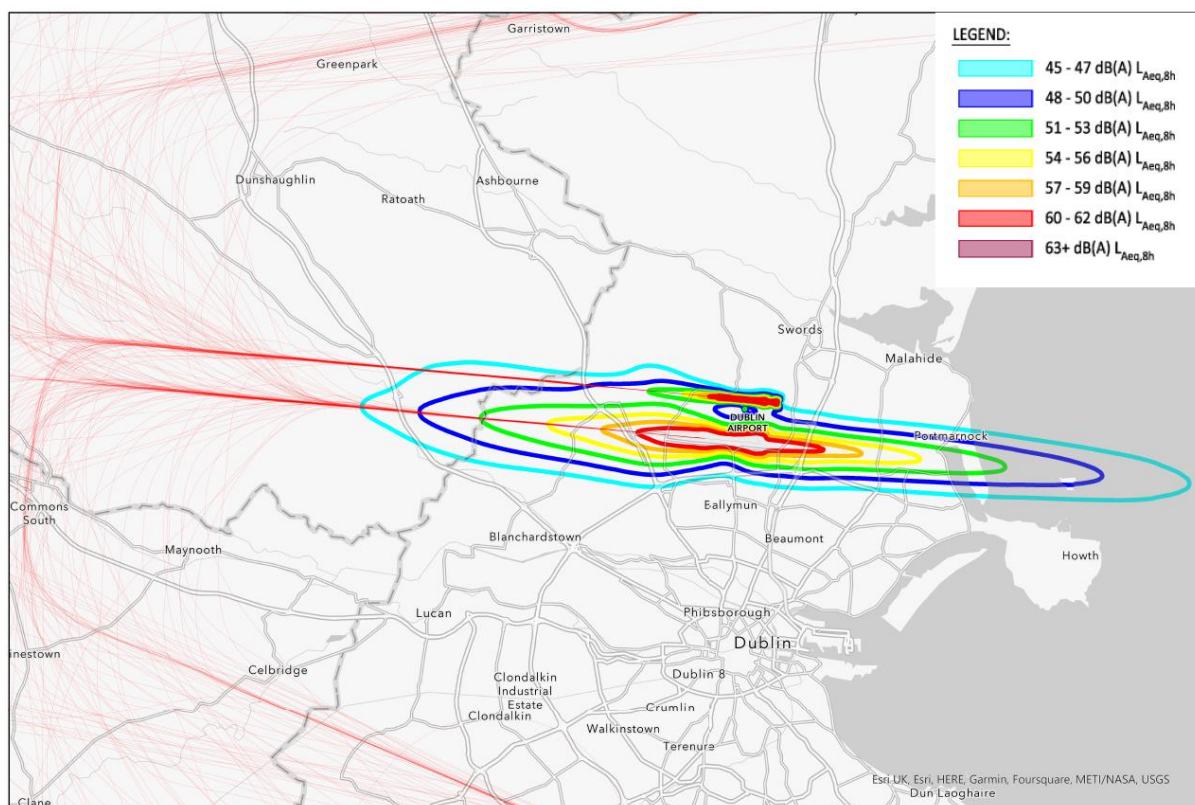 LEGEND:
45 - 47 dB(A) LAeq,8h
48 - 50 dB(A) LAeq,8h
51 - 53 dB(A) LAeq,8h
54 - 56 dB(A) LAeq,8h
57 - 59 dB(A) LAeq,8h
60 - 62 dB(A) LAeq,8h
63+ dB(A) LAeq,8h
Garristown
Greenpark
Dunshaughlin
Ashbourne
Ratoath
Swords
Malahide
DUBLIN
AIRPORT
Portmarnock
Commons
South
Ballymun
Blanchardstown
Beaumont
Maynooth
Howth
Lucan
Phibsborough
Dublin
inestown
Celbridge
Dublin 8
Clondalkin
Industrial
Estate
Crumlin
Clondalkin
Walkinstown
Terenure
Esri UK, Esri, HERE, Garmin, Foursquare, METI/NASA, USGS
Dun Laoghaire
Clane